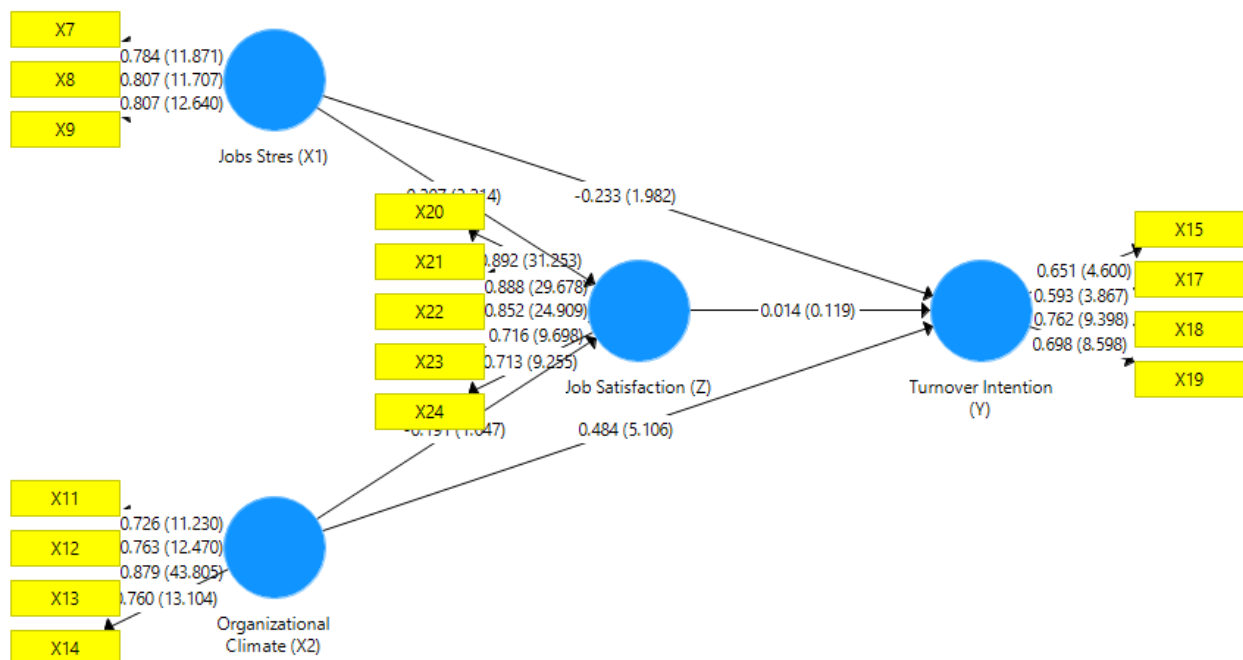 X7
0.784 (11.871)
X8
0.807 (11.707)
0.807 (12.640)
X9
Jobs Stres (X1)
-0.233 (1.982)
X20
X21
0.892 (31.253)
0.888 (29.678)
X22
0.852 (24.909)
0.716 (9.698)
X23
0.713 (9.255)
X24
Job Satisfaction (Z)
0.014 (0.119)
0.484 (5.106)
X15
0.651 (4.600)
X17
0.593 (3.867)
0.762 (9.398)
X18
0.698 (8.598)
X19
Turnover Intention
(Y)
X11
0.726 (11.230)
X12
0.763 (12.470)
0.879 (43.805)
X13
0.760 (13.104)
X14
Organizational
Climate (X2)